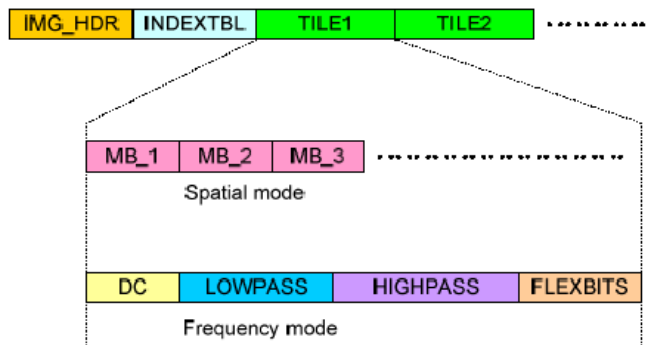 IMG_HDR INDEXTBL TILE1 TILE2
MB_1 MB_2 MB_3
Spatial mode
DC LOWPASS HIGHPASS FLEXBITS
Frequency mode